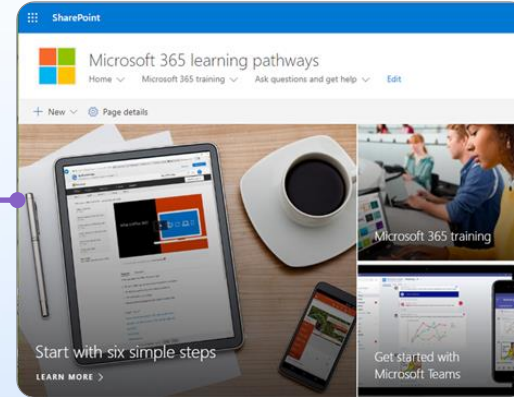 SharePoint
Microsoft 365 learning pathways
Home Microsoft 365 training Ask questions and get help Edit
+ New Page details
Microsoft 365 training
Start with six simple steps
LEARN MORE >
Get started with
Microsoft Teams